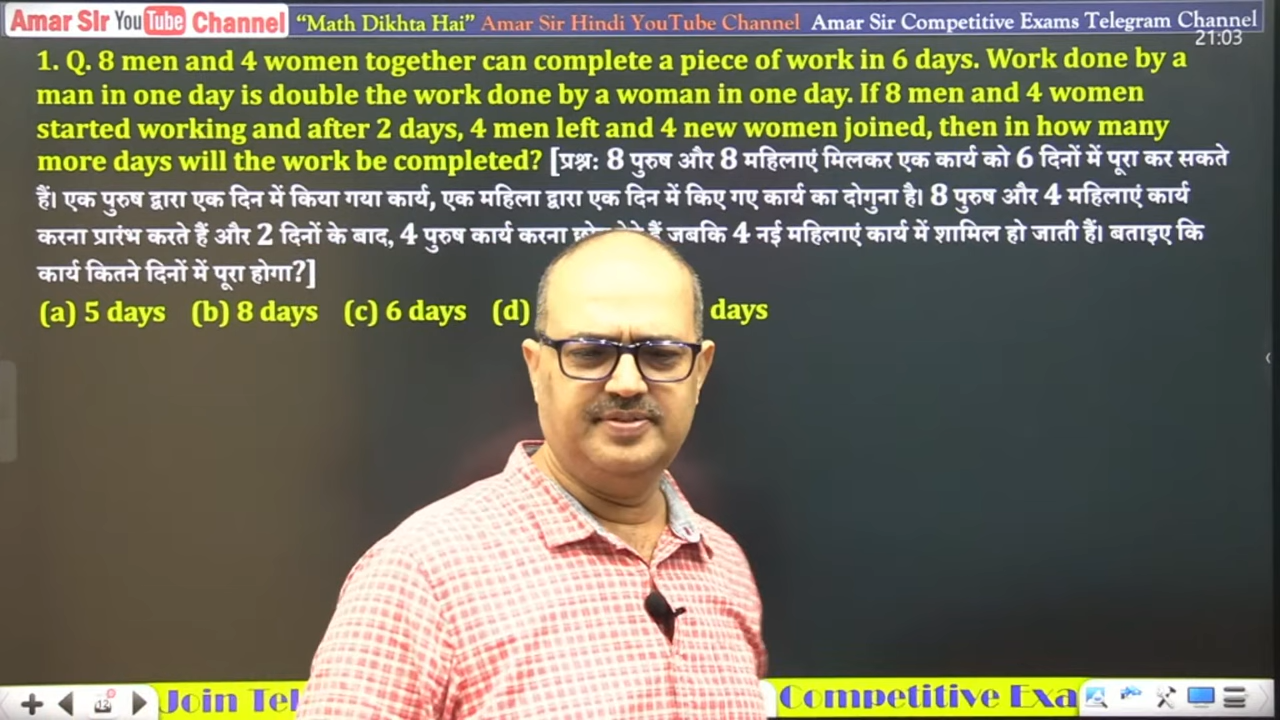 Amar SIr YouTube Channel "Math Dikhta Hai" Amar Sir Hindi YouTube Channel Amar Sir Competitive Exams Telegram Channel
21:03
1. Q. 8 men and 4 women together can complete a piece of work in 6 days. Work done by a
man in one day is double the work done by a woman in one day. If 8 men and 4 women
started working and after 2 days, 4 men left and 4 new women joined, then in how many
more days will the work be completed? [प्रश्न: 8 पुरुष और 8 महिलाएं मिलकर एक कार्य को 6 दिनों में पूरा कर सकते
हैं। एक पुरुष द्वारा एक दिन में किया गया कार्य, एक महिला द्वारा एक दिन में किए गए कार्य का दोगुना है। 8 पुरुष और 4 महिलाएं कार्य
करना प्रारंभ करते हैं और 2 दिनों के बाद, 4 पुरुष कार्य करना हैं जबकि 4 नई महिलाएं कार्य में शामिल हो जाती हैं। बताइए कि
कार्य कितने दिनों में पूरा होगा?]
(a) 5 days (b) 8 days (c) 6 days (d) days
12
Join Competitive